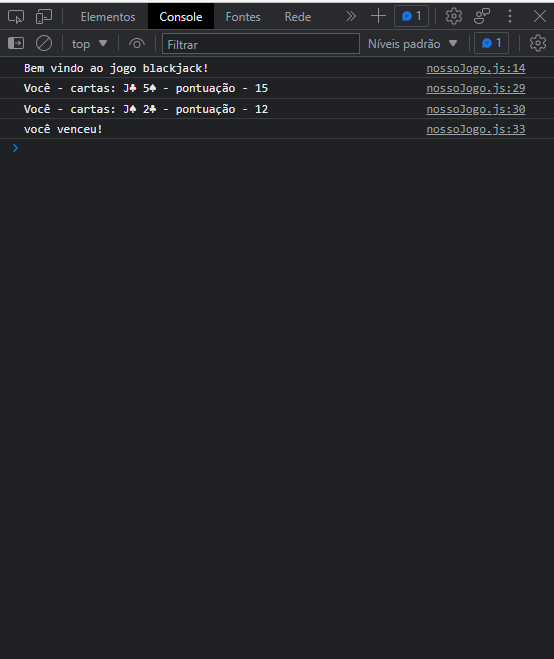 Elementos Console Fontes Rede 1
top Filtrar Níveis padrão 1
Bem vindo ao jogo blackjack! nossoJogo.js:14
Você - cartas: J♣ 5♠ - pontuação - 15 nossoJogo.js:29
Você - cartas: J♠ 2♣ - pontuação - 12 nossoJogo.js:30
você venceu! nossoJogo.js:33